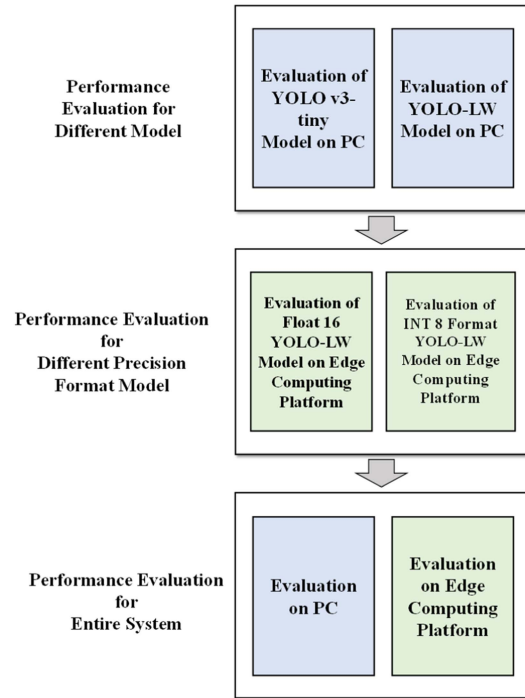 Performance
Evaluation for
Different Model
Evaluation of
YOLO v3-
tiny
Model on PC
Evaluation of
YOLO-LW
Model on PC
Performance Evaluation
for
Different Precision
Format Model
Evaluation of
Float 16
YOLO-LW
Model on Edge
Computing
Platform
Evaluation of
INT 8 Format
YOLO-LW
Model on Edge
Computing
Platform
Performance Evaluation
for
Entire System
Evaluation
on PC
Evaluation
on Edge
Computing
Platform